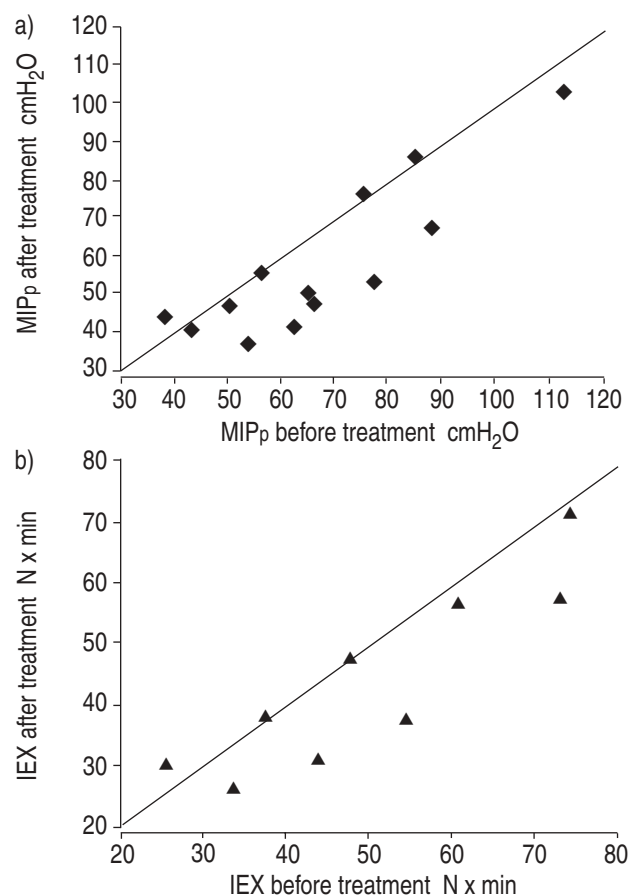 a)
120
110
100
90
80
70
60
50
40
30
MIPp after treatment cmH₂O
30 40 50 60 70 80 90 100 110 120
MIPp before treatment cmH₂O
b)
80
70
60
50
40
30
20
IEX after treatment N x min
20 30 40 50 60 70 80
IEX before treatment N x min